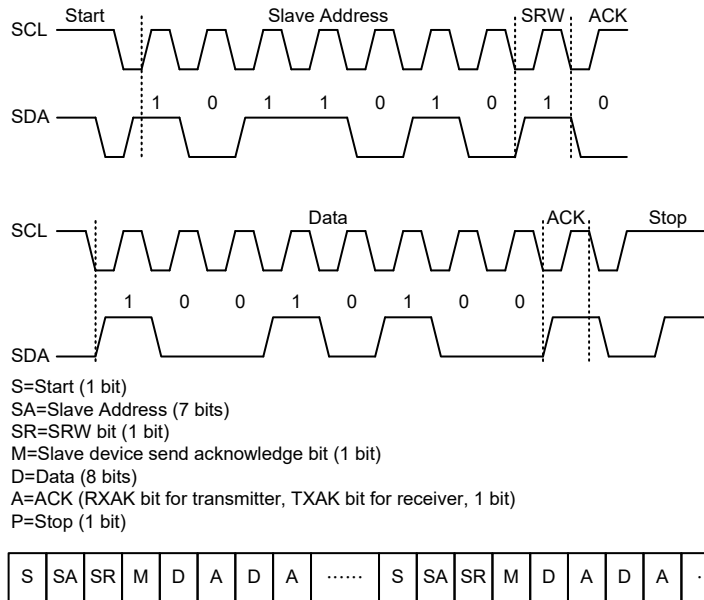 Start Slave Address SRW ACK
SCL
1 0 1 1 0 1 0 1 0
SDA
Data ACK Stop
SCL
1 0 0 1 0 1 0 0
SDA
S=Start (1 bit)
SA=Slave Address (7 bits)
SR=SRW bit (1 bit)
M=Slave device send acknowledge bit (1 bit)
D=Data (8 bits)
A=ACK (RXAK bit for transmitter, TXAK bit for receiver, 1 bit)
P=Stop (1 bit)
S SA SR M D A D A ...... S SA SR M D A D A